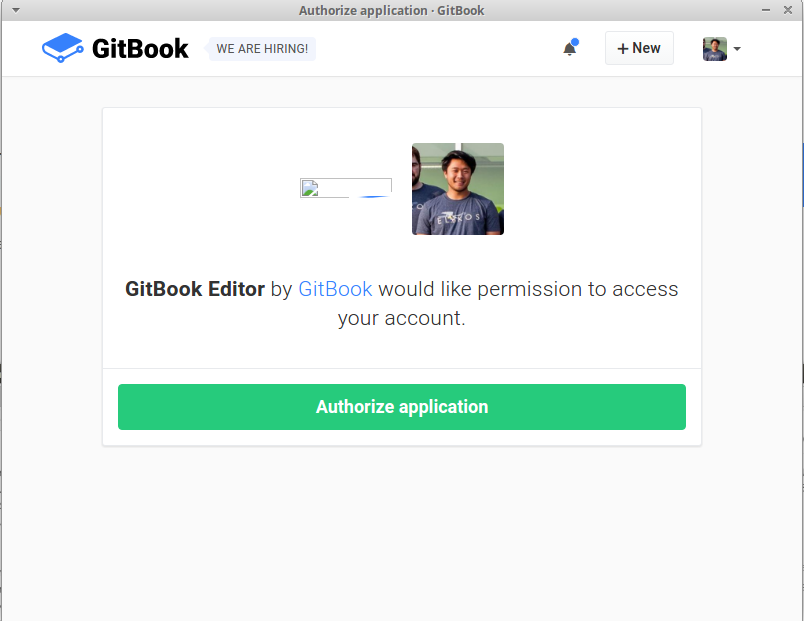 Authorize application · GitBook
GitBook
WE ARE HIRING!
+ New
GitBook Editor by GitBook would like permission to access
your account.
Authorize application